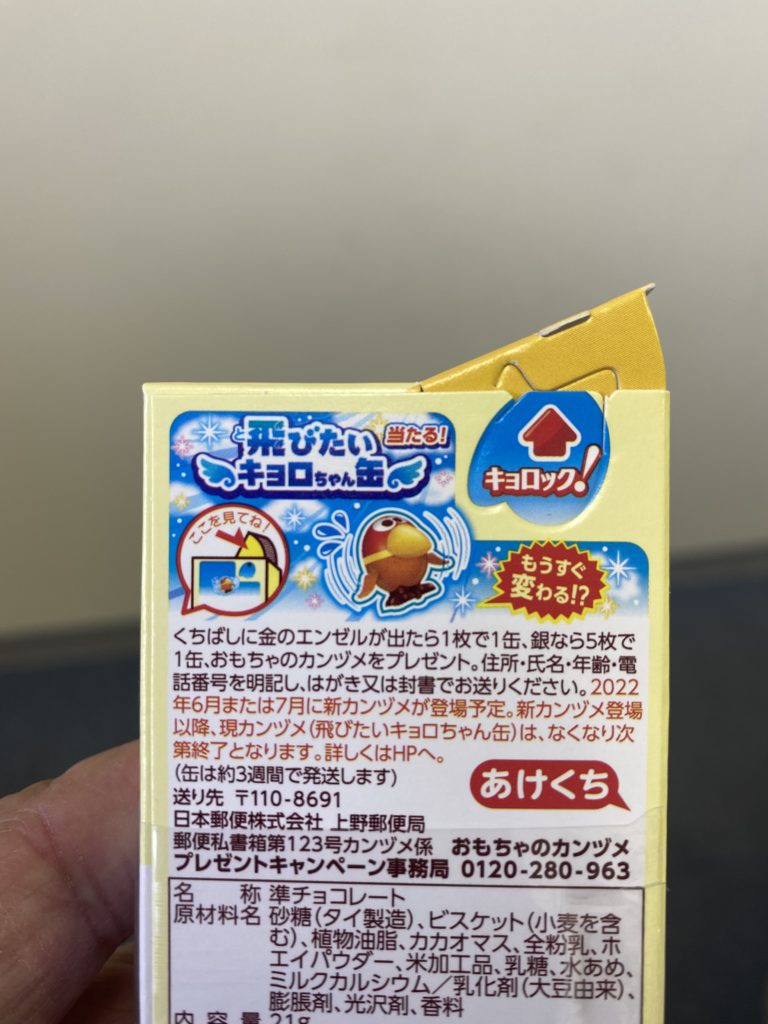 と飛びたい
キョロちゃん缶
当たる!
キョロック!
ここを見てね!
もうすぐ
変わる!?
くちばしに金のエンゼルが出たら1枚で1缶、銀なら5枚で
1缶、おもちゃのカンヅメをプレゼント。住所・氏名・年齢・電
話番号を明記し、はがき又は封書でお送りください。2022
年6月または7月に新カンヅメが登場予定。新カンヅメ登場
以降、現カンヅメ(飛びたいキョロちゃん缶)は、なくなり次
第終了となります。詳しくはHPへ。
(缶は約3週間で発送します)
あけくち
送り先 〒110-8691
日本郵便株式会社 上野郵便局
郵便私書箱第123号カンヅメ係 おもちゃのカンヅメ
プレゼントキャンペーン事務局 0120-280-963
名称 準チョコレート
原材料名 砂糖(タイ製造)、ビスケット(小麦を含
む)、植物油脂、カカオマス、全粉乳、ホ
エイパウダー、米加工品、乳糖、水あめ、
ミルクカルシウム/乳化剤(大豆由来)、
膨脹剤、光沢剤、香料
内容量 21g